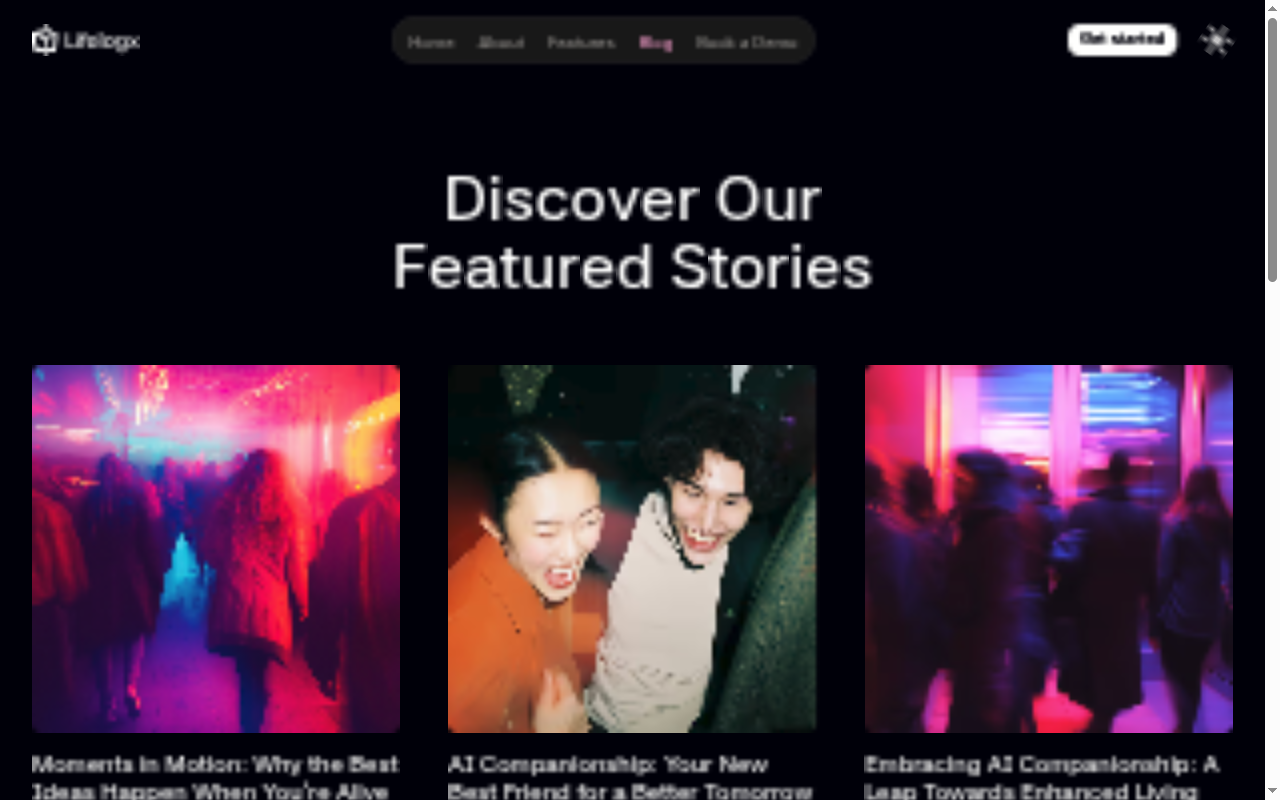 Lifelogx
Home About Features Blog Book a Demo
Get started
Discover Our
Featured Stories
Moments in Motion: Why the Best
Ideas Happen When You're Alive
AI Companionship: Your New
Best Friend for a Better Tomorrow
Embracing AI Companionship: A
Leap Towards Enhanced Living